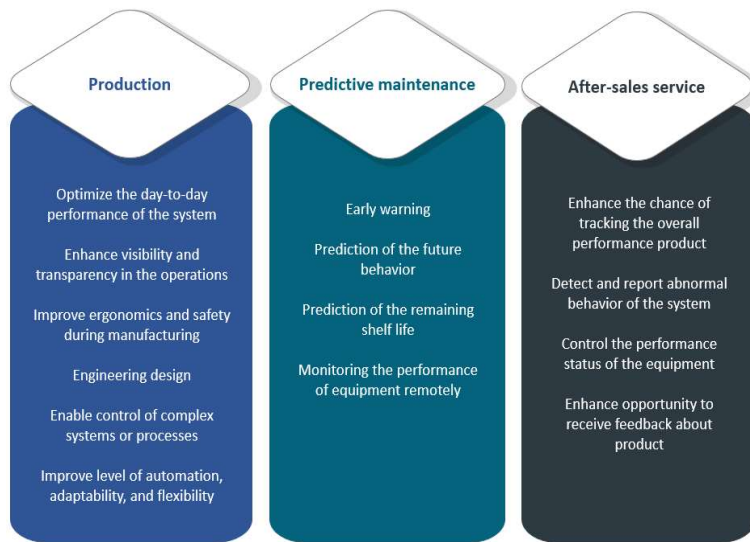 Production
Optimize the day-to-day
performance of the system
Enhance visibility and
transparency in the operations
Improve ergonomics and safety
during manufacturing
Engineering design
Enable control of complex
systems or processes
Improve level of automation,
adaptability, and flexibility
Predictive maintenance
Early warning
Prediction of the future
behavior
Prediction of the remaining
shelf life
Monitoring the performance
of equipment remotely
After-sales service
Enhance the chance of
tracking the overall
performance product
Detect and report abnormal
behavior of the system
Control the performance
status of the equipment
Enhance opportunity to
receive feedback about
product